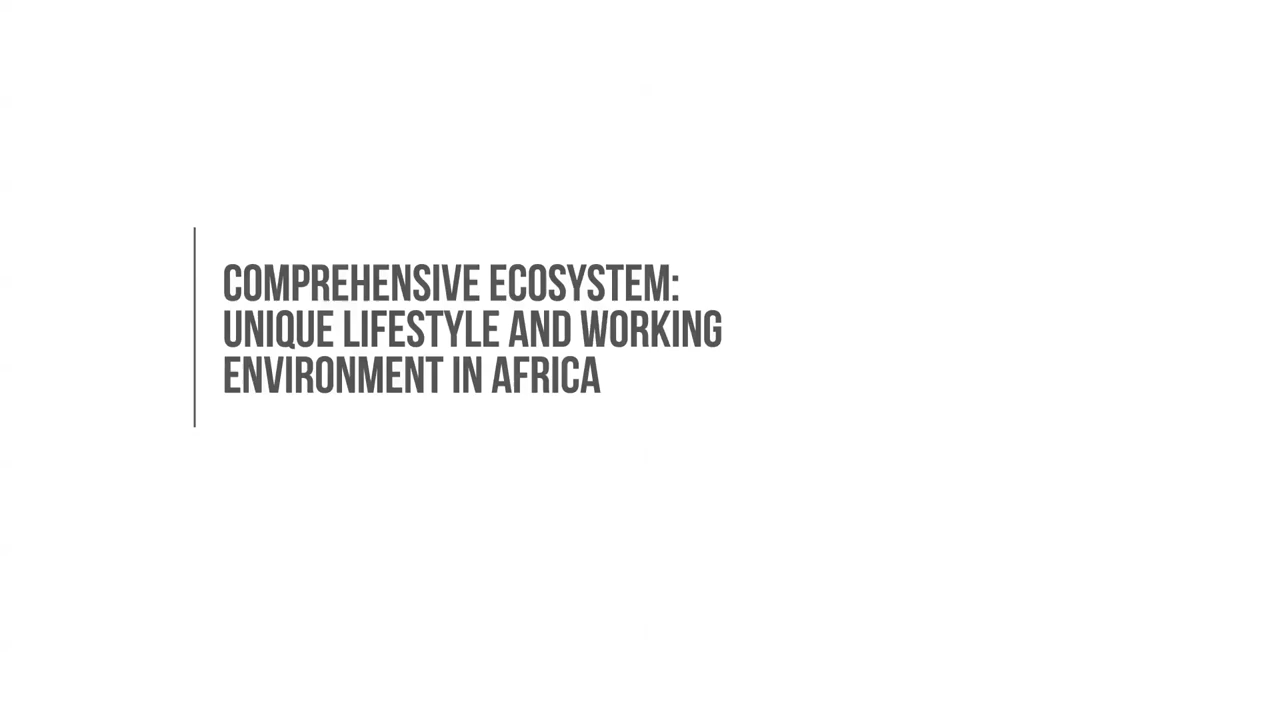 COMPREHENSIVE ECOSYSTEM:
UNIQUE LIFESTYLE AND WORKING
ENVIRONMENT IN AFRICA